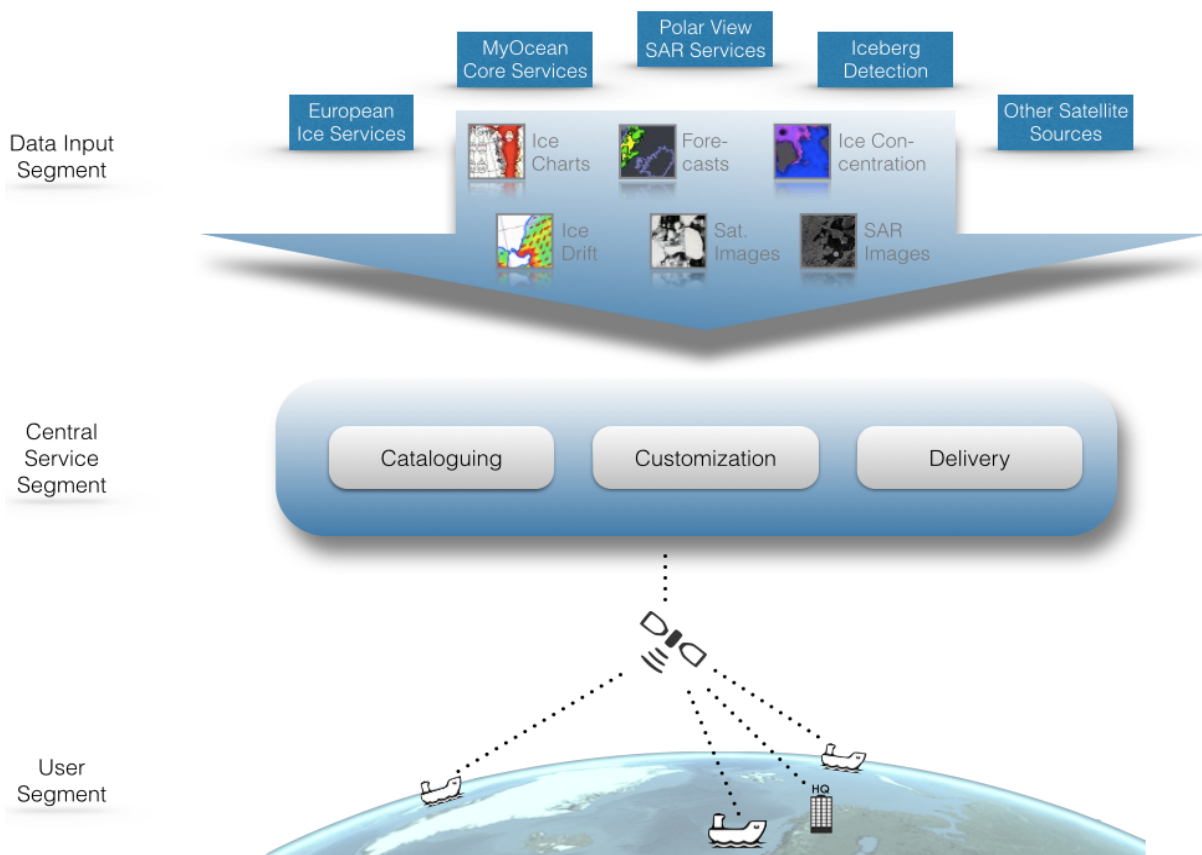 Polar View
SAR Services
MyOcean
Core Services
Iceberg
Detection
European
Ice Services
Other Satellite
Sources
Data Input
Segment
Ice
Charts
Fore-
casts
Ice Con-
centration
Ice
Drift
Sat.
Images
SAR
Images
Central
Service
Segment
Cataloguing
Customization
Delivery
User
Segment
HQ